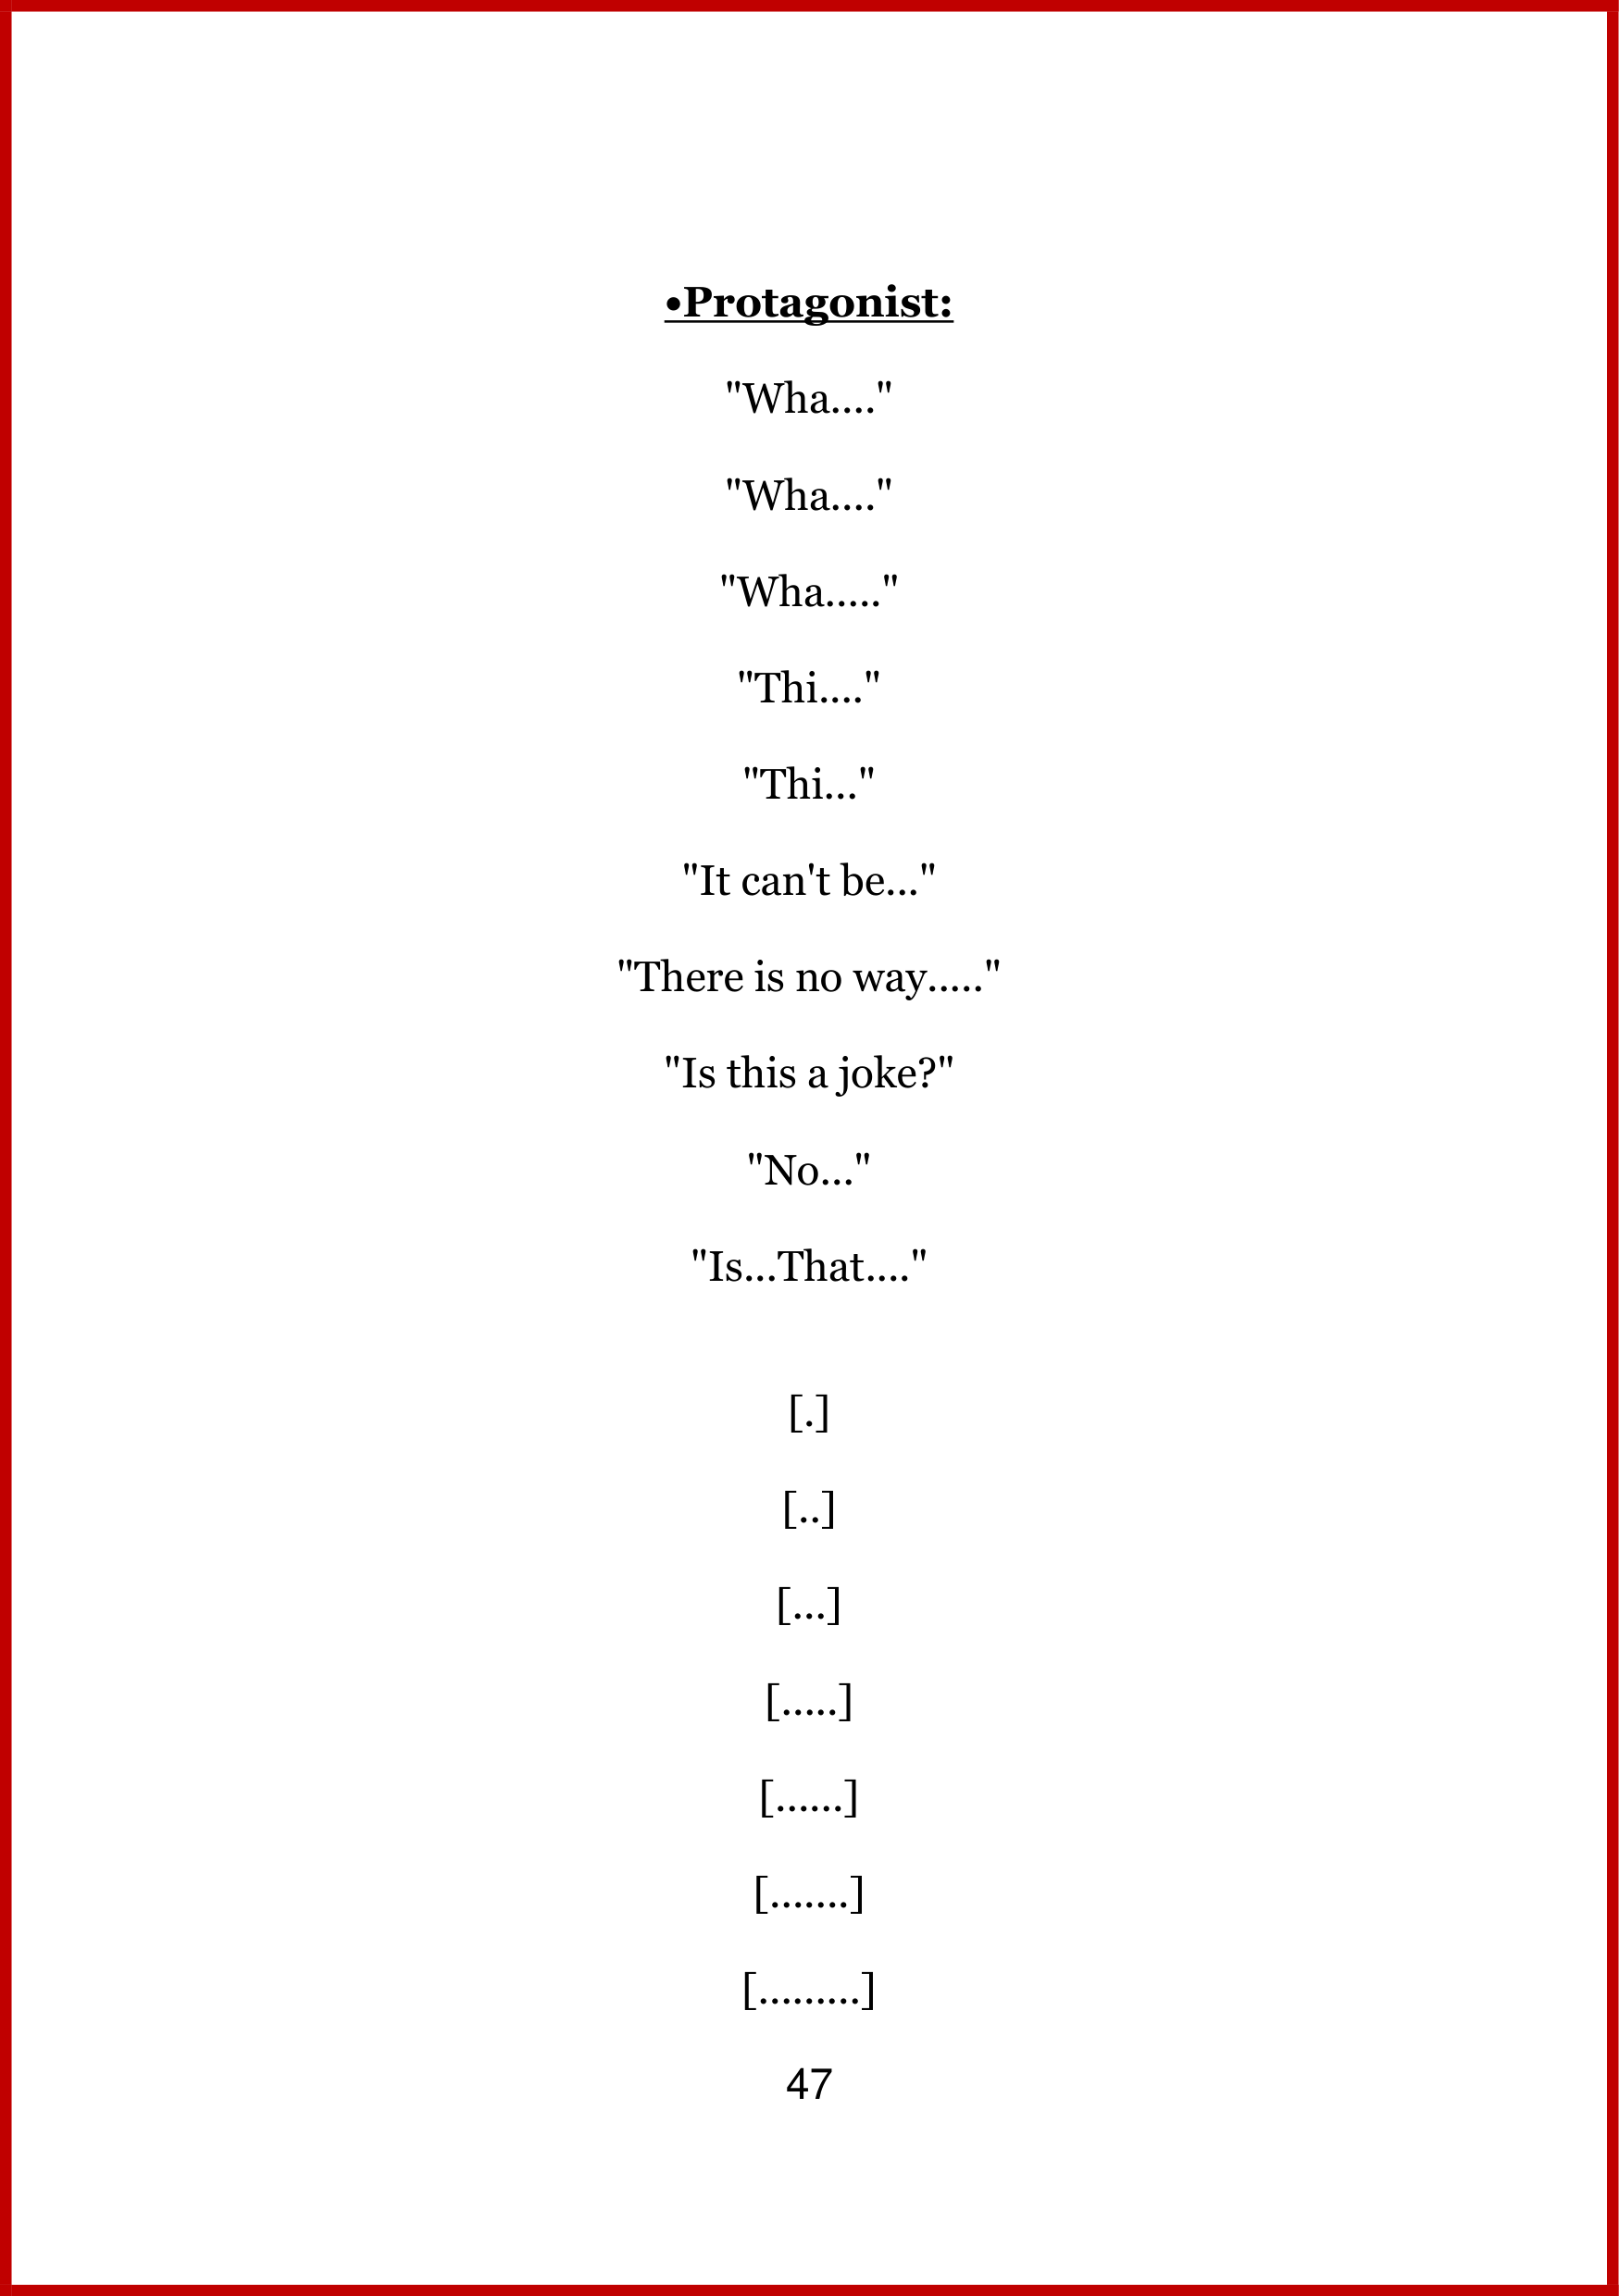 •Protagonist:
"Wha...."
"Wha...."
"Wha....."
"Thi...."
"Thi..."
"It can't be..."
"There is no way....."
"Is this a joke?"
"No..."
"Is...That...."
[.]
[..]
[...]
[.....]
[......]
[.......]
[.........]
47